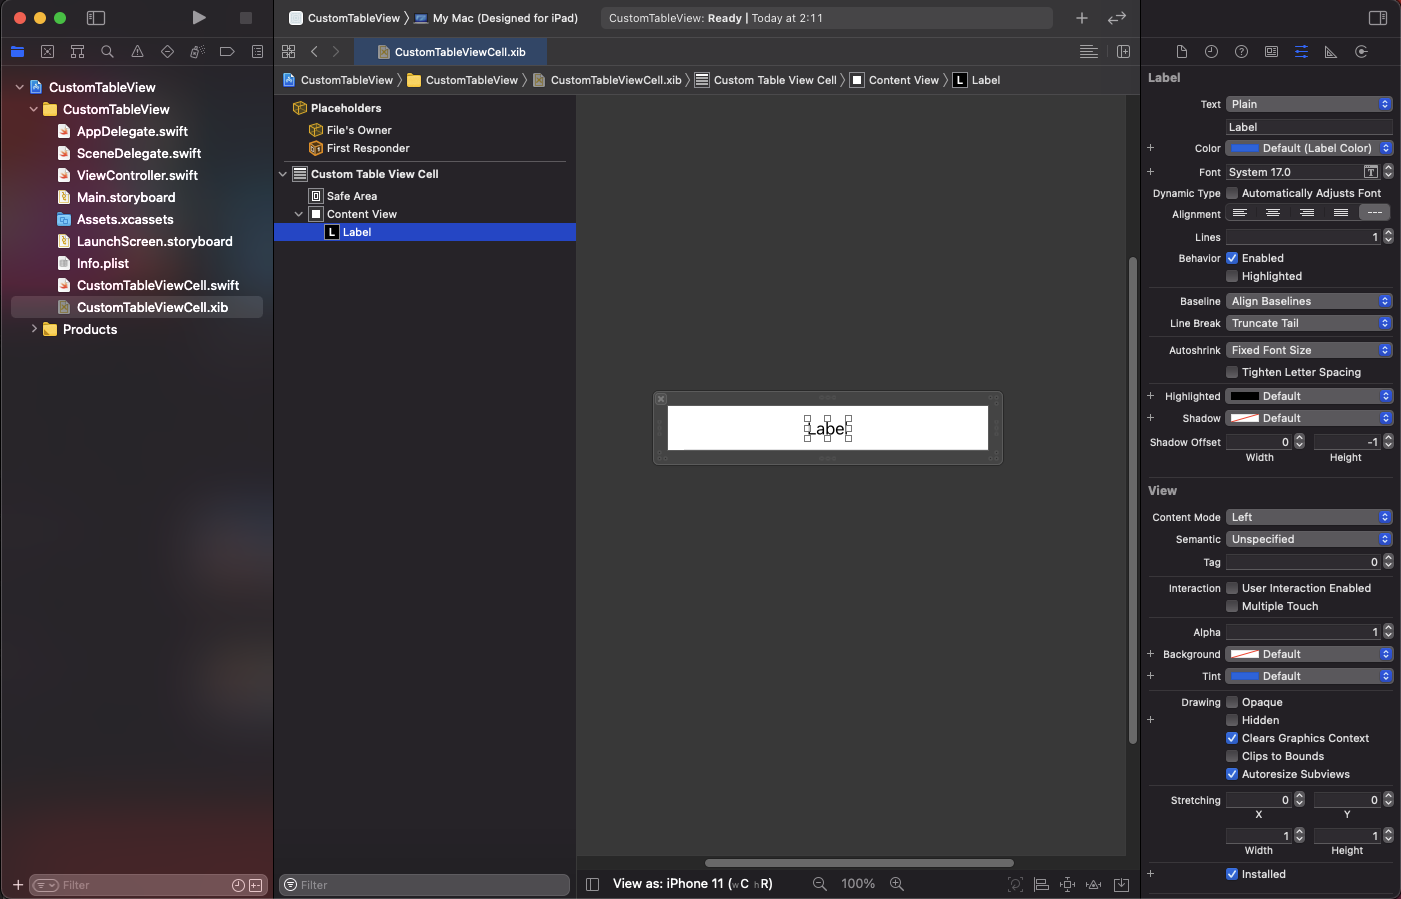 CustomTableView
My Mac (Designed for iPad)
CustomTableView: Ready | Today at 2:11
CustomTableViewCell.xib
CustomTableView
CustomTableView
CustomTableViewCell.xib
Custom Table View Cell
Content View
L Label
CustomTableView
CustomTableView
AppDelegate.swift
SceneDelegate.swift
ViewController.swift
Main.storyboard
Assets.xcassets
LaunchScreen.storyboard
Info.plist
CustomTableViewCell.swift
CustomTableViewCell.xib
Products
Filter
Placeholders
File's Owner
First Responder
Custom Table View Cell
Safe Area
Content View
L Label
Filter
Label
View as: iPhone 11 (wC hR)
100%
Label
Text Plain
Label
Color Default (Label Color)
Font System 17.0 T
Dynamic Type Automatically Adjusts Font
Alignment
Lines 1
Behavior Enabled
Highlighted
Baseline Align Baselines
Line Break Truncate Tail
Autoshrink Fixed Font Size
Tighten Letter Spacing
Highlighted Default
Shadow Default
Shadow Offset 0 -1
Width Height
View
Content Mode Left
Semantic Unspecified
Tag 0
Interaction User Interaction Enabled
Multiple Touch
Alpha 1
Background Default
Tint Default
Drawing Opaque
Hidden
Clears Graphics Context
Clips to Bounds
Autoresize Subviews
Stretching 0 0
X Y
1 1
Width Height
Installed